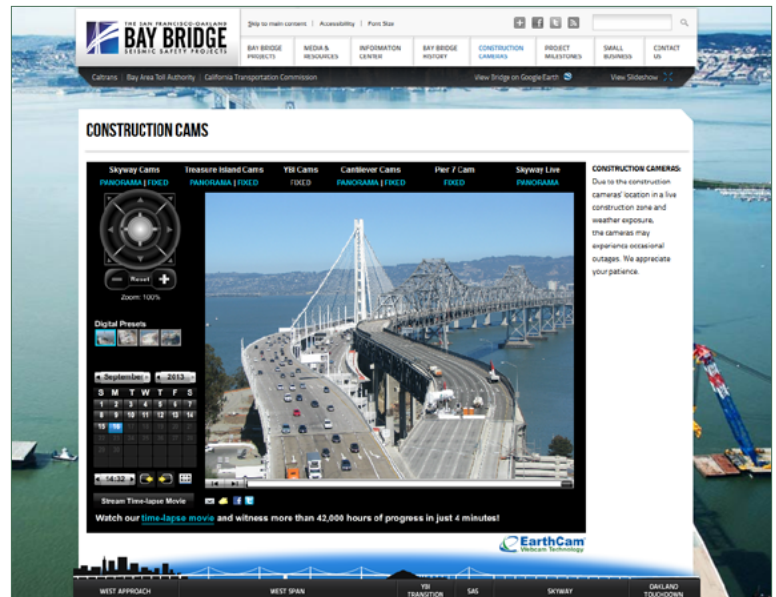 THE SAN FRANCISCO-OAKLAND
BAY BRIDGE
SEISMIC SAFETY PROJECTS
Skip to main content | Accessibility | Font Size
BAY BRIDGE PROJECTS
MEDIA & RESOURCES
INFORMATION CENTER
BAY BRIDGE HISTORY
CONSTRUCTION CAMERAS
PROJECT MILESTONES
SMALL BUSINESS
CONTACT US
Caltrans | Bay Area Toll Authority | California Transportation Commission
View Bridge on Google Earth
View Slideshow
CONSTRUCTION CAMS
Skyway Cams
PANORAMA | FIXED
Treasure Island Cams
PANORAMA | FIXED
YBI Cams
FIXED
Cantilever Cams
PANORAMA | FIXED
Pier 7 Cam
FIXED
Skyway Live
PANORAMA
Reset
Zoom: 100%
Digital Presets
September 2013
S M T W T F S
1 2 3 4 5 6 7
8 9 10 11 12 13 14
15 16
14:32
Stream Time-lapse Movie
Watch our time-lapse movie and witness more than 42,000 hours of progress in just 4 minutes!
CONSTRUCTION CAMERAS:
Due to the construction
cameras' location in a live
construction zone and
weather exposure,
the cameras may
experience occasional
outages. We appreciate
your patience.
EarthCam
Webcam Technology
WEST APPROACH
WEST SPAN
YBI TRANSITION
SAS
SKYWAY
OAKLAND TOUCHDOWN